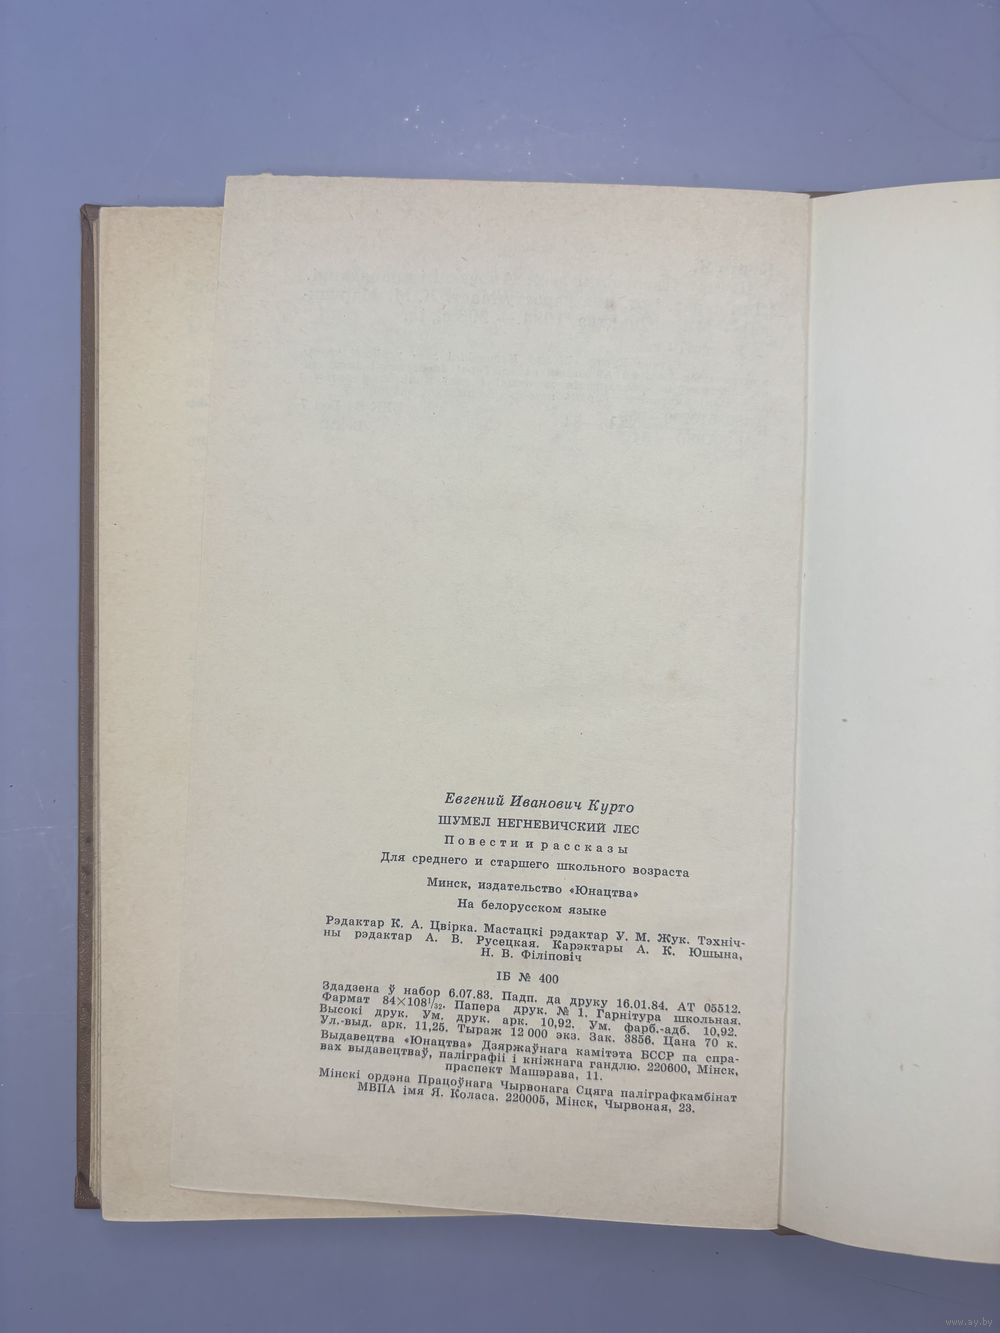 Евгений Иванович Курто
ШУМЕЛ НЕГНЕВИЧСКИЙ ЛЕС
Повести и рассказы
Для среднего и старшего школьного возраста
Минск, издательство «Юнацтва»
На белорусском языке
Рэдактар К. А. Цвірка. Мастацкі рэдактар У. М. Жук. Тэхніч-
ны рэдактар А. В. Русецкая. Карэктары А. К. Юшына,
Н. В. Філіповіч
ІБ № 400
Здадзена ў набор 6.07.83. Падп. да друку 16.01.84. АТ 05512.
Фармат 84×108¹/₃₂. Папера друк. № 1. Гарнітура школьная.
Высокі друк. Ум. друк. арк. 10,92. Ум. фарб.-адб. 10,92.
Ул.-выд. арк. 11,25. Тыраж 12 000 экз. Зак. 3856. Цана 70 к.
Выдавецтва «Юнацтва» Дзяржаўнага камітэта БССР па спра-
вах выдавецтваў, паліграфіі і кніжнага гандлю. 220600, Мінск,
праспект Машэрава, 11.
Мінскі ордэна Працоўнага Чырвонага Сцяга паліграфкамбінат
МВПА імя Я. Коласа. 220005, Мінск, Чырвоная, 23.
www.ay.by